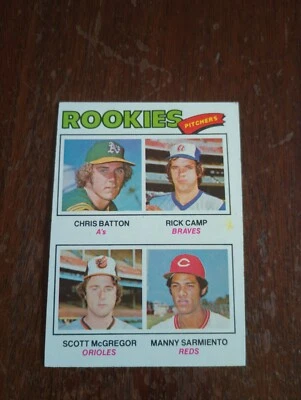 ROOKIES
PITCHERS
CHRIS BATTON
A's
RICK CAMP
BRAVES
SCOTT McGREGOR
ORIOLES
MANNY SARMIENTO
REDS